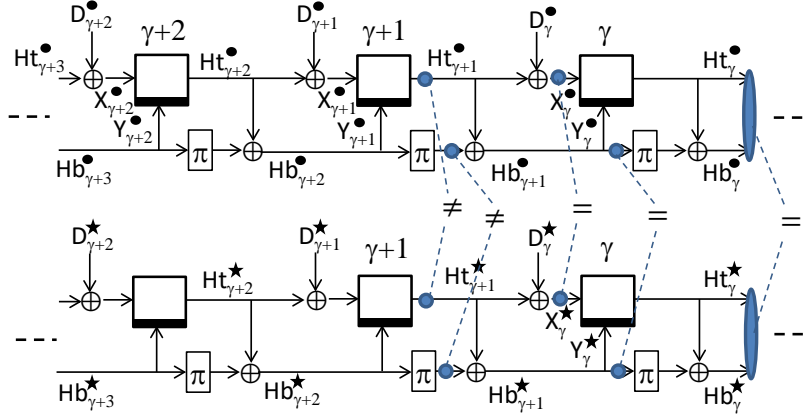 D●γ+2 D●γ+1 D●γ
Ht●γ+3 γ+2 Ht●γ+2 γ+1 Ht●γ+1 γ Ht●γ
X●γ+2 X●γ+1 X●γ
Y●γ+2 Y●γ+1 Y●γ
π π π
Hb●γ+3 Hb●γ+2 Hb●γ+1 Hb●γ
≠ ≠ = = =
D★γ+2 D★γ+1 D★γ
Ht★γ+2 γ+1 Ht★γ+1 γ Ht★γ
X★γ
Y★γ
π π π
Hb★γ+3 Hb★γ+2 Hb★γ+1 Hb★γ